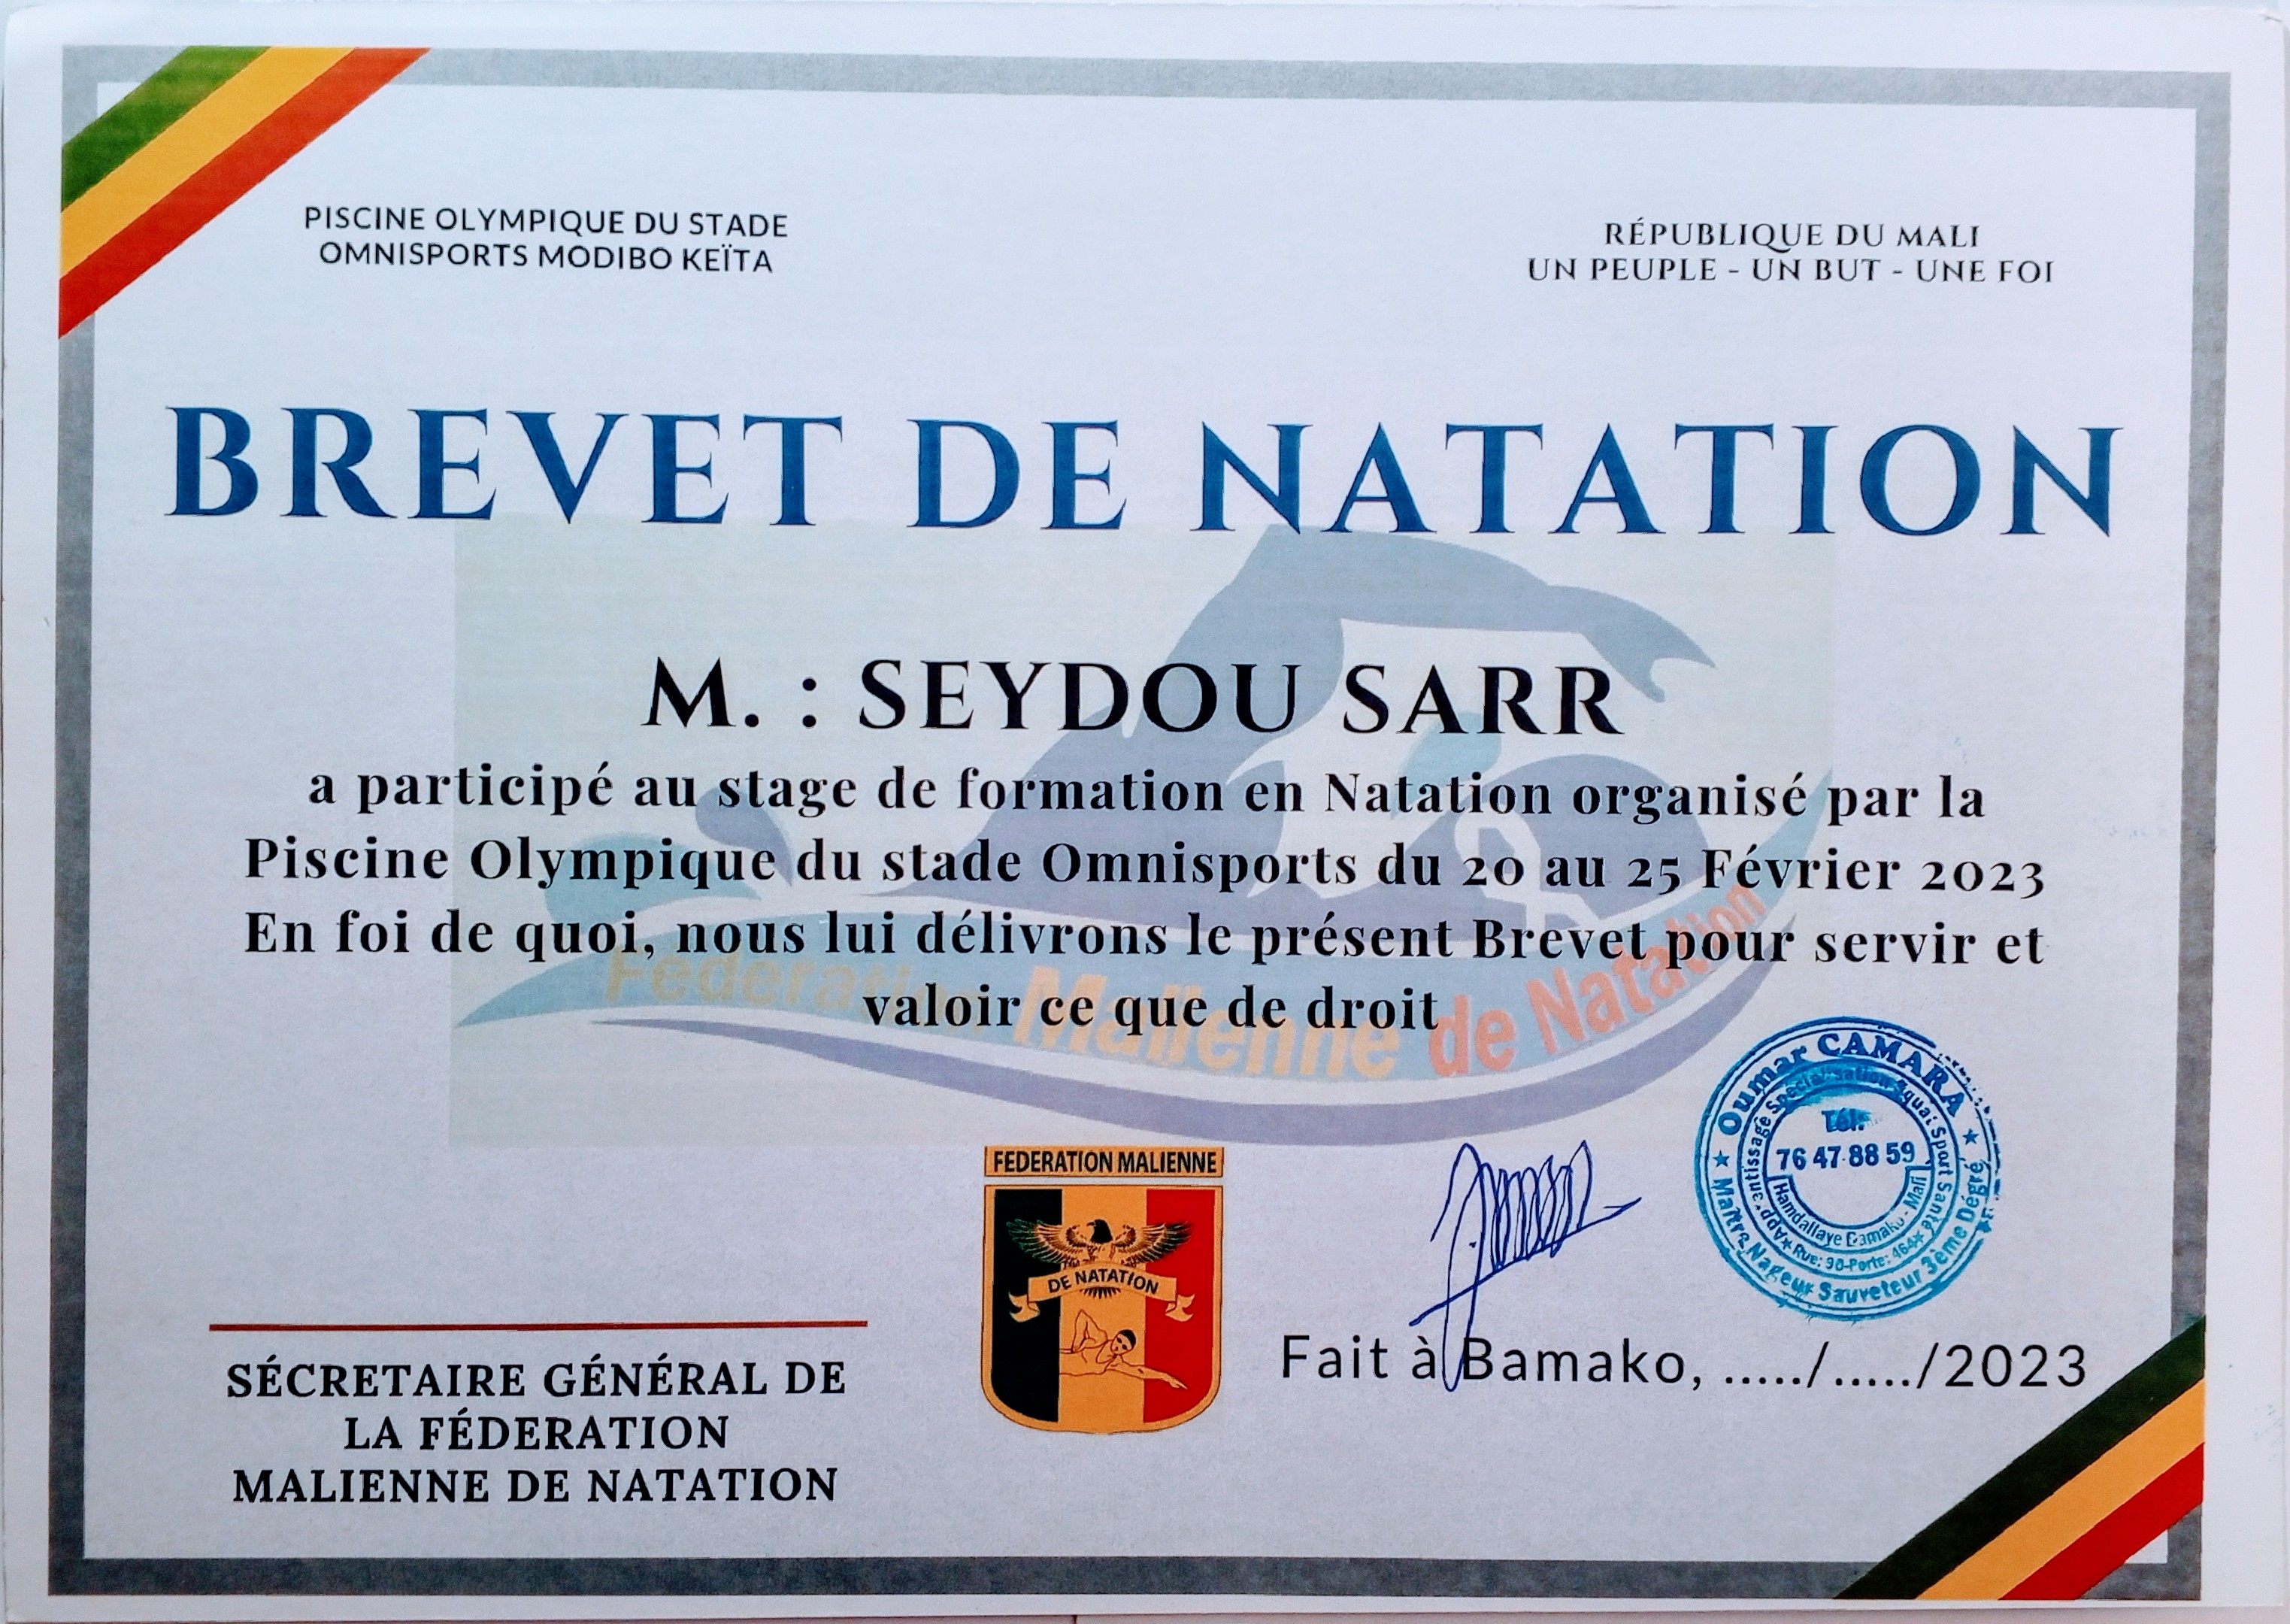 PISCINE OLYMPIQUE DU STADE
OMNISPORTS MODIBO KEÏTA
RÉPUBLIQUE DU MALI
UN PEUPLE - UN BUT - UNE FOI
BREVET DE NATATION
M. : SEYDOU SARR
a participé au stage de formation en Natation organisé par la
Piscine Olympique du stade Omnisports du 20 au 25 Février 2023
En foi de quoi, nous lui délivrons le présent Brevet pour servir et
valoir ce que de droit
Federation Malienne de Natation
Oumar CAMARA
Apprentissage Spécialisation Aqua: Sport Santé
Tél:
76 47 88 59
Hamdallaye Bamako - Mali
Rue: 90-Porte: 464
Maître Nageur Sauveteur 3ème Dégré
FEDERATION MALIENNE
DE NATATION
Fait à Bamako, ...../...../2023
SÉCRETAIRE GÉNÉRAL DE
LA FÉDERATION
MALIENNE DE NATATION